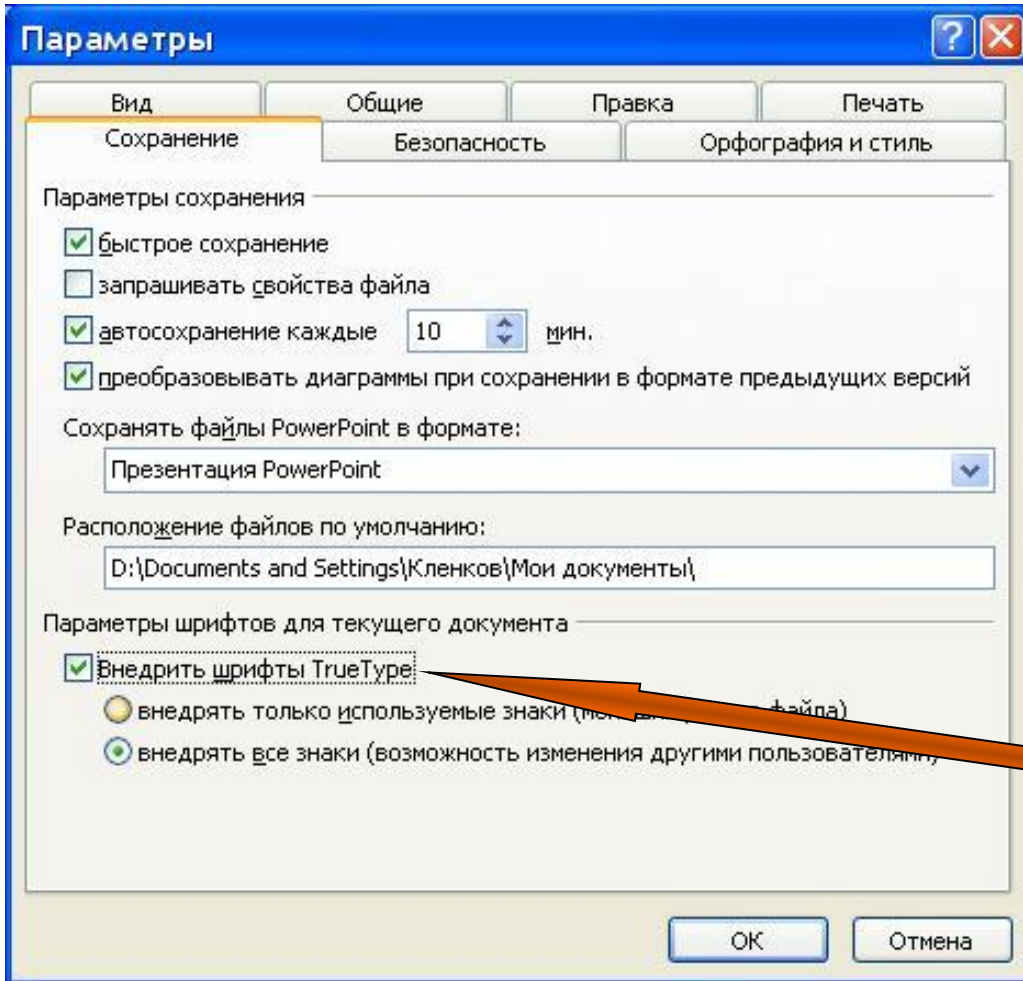 Параметры
Вид Общие Правка Печать
Сохранение Безопасность Орфография и стиль
Параметры сохранения
быстрое сохранение
запрашивать свойства файла
автосохранение каждые 10 мин.
преобразовывать диаграммы при сохранении в формате предыдущих версий
Сохранять файлы PowerPoint в формате:
Презентация PowerPoint
Расположение файлов по умолчанию:
D:\Documents and Settings\Кленков\Мои документы\
Параметры шрифтов для текущего документа
Внедрить шрифты TrueType
внедрять только используемые знаки файла)
внедрять все знаки (возможность изменения другими пользователями)
ОК Отмена